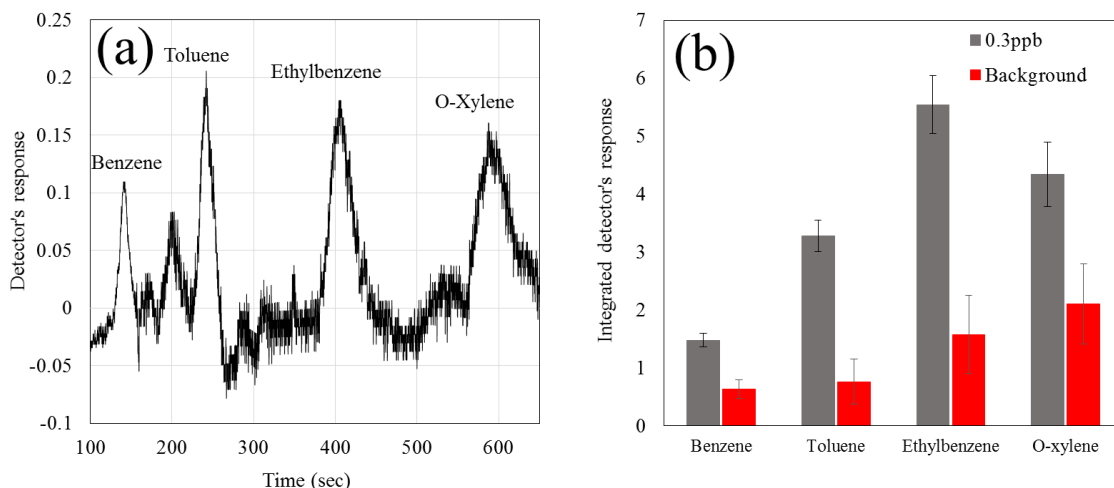 (a)
Detector's response
0.25
0.2
0.15
0.1
0.05
0
-0.05
-0.1
Benzene
Toluene
Ethylbenzene
O-Xylene
100 200 300 400 500 600
Time (sec)
(b)
Integrated detector's response
7
6
5
4
3
2
1
0
0.3ppb
Background
Benzene Toluene Ethylbenzene O-xylene